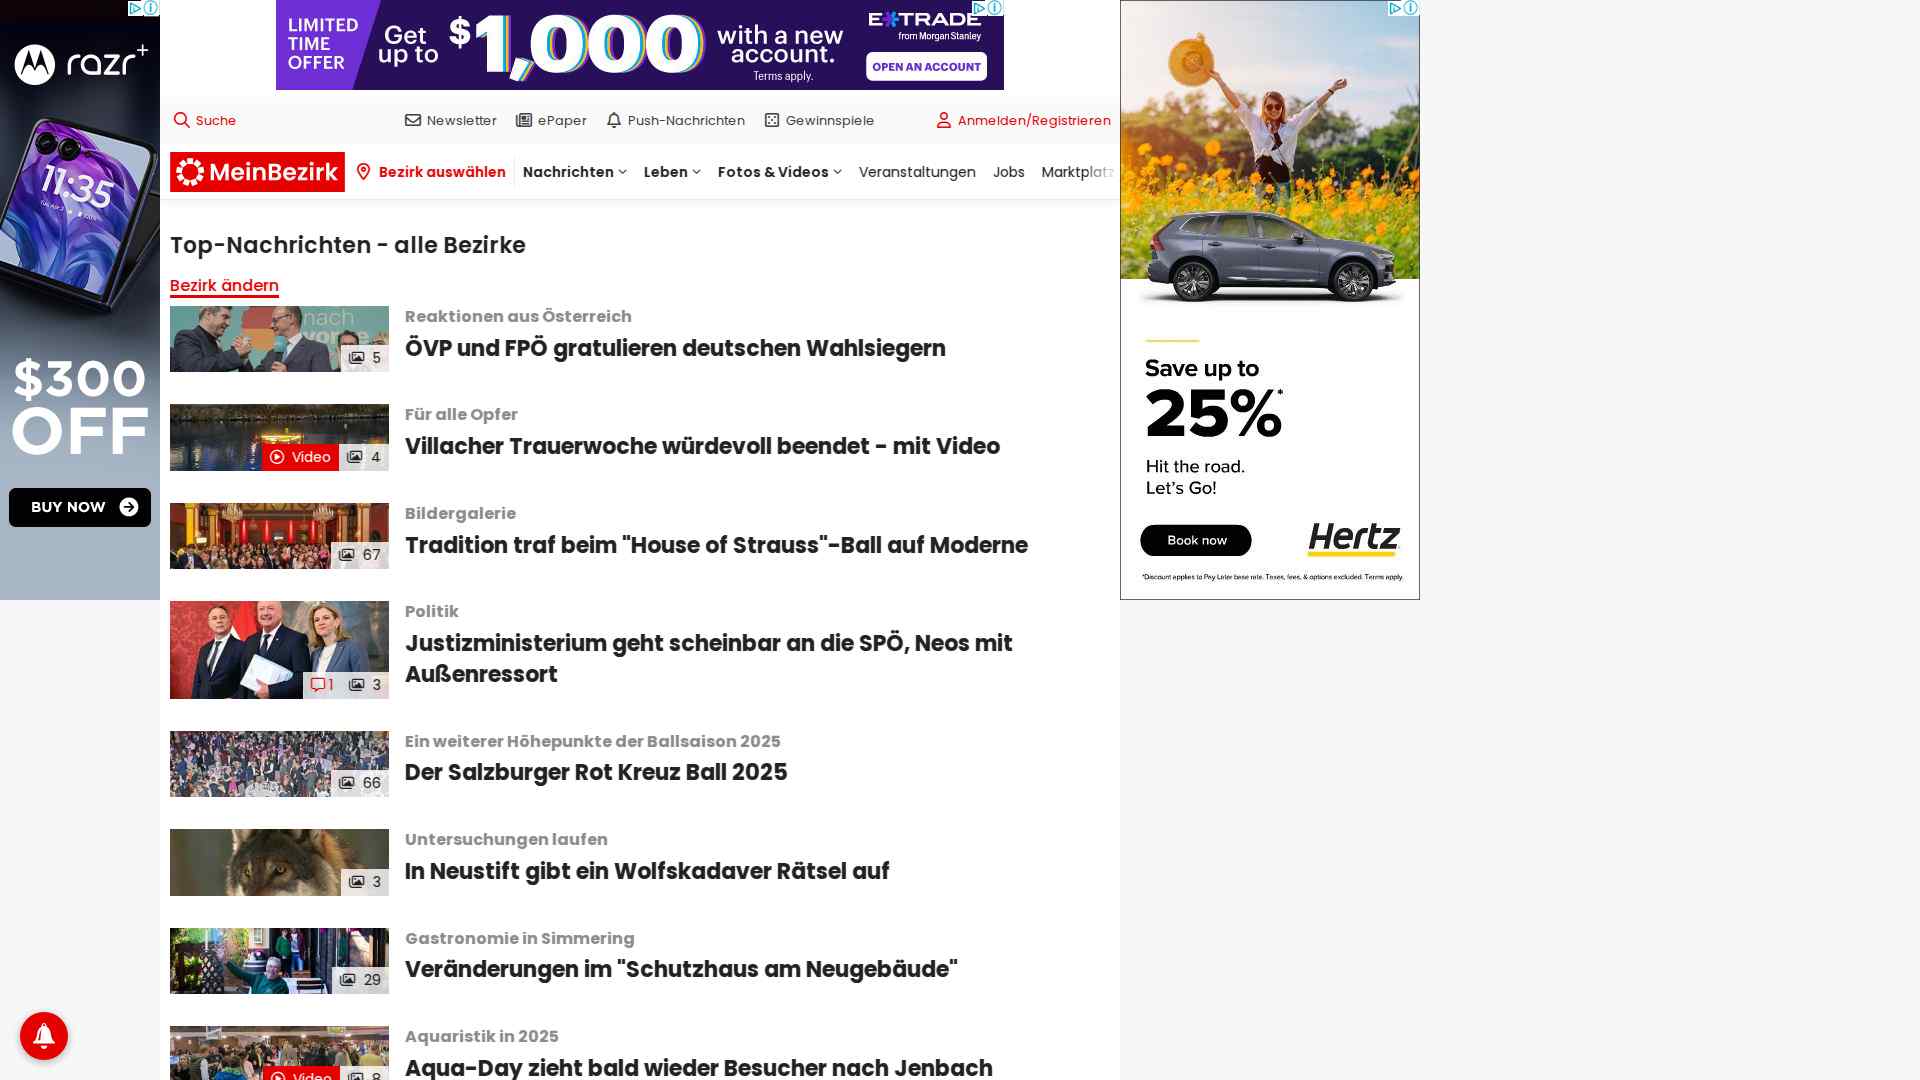 razr+
11:35
$300
OFF
BUY NOW
LIMITED
TIME
OFFER
Get
up to
$1,000
with a new
account.
Terms apply.
E*TRADE
from Morgan Stanley
OPEN AN ACCOUNT
Suche
Newsletter
ePaper
Push-Nachrichten
Gewinnspiele
Anmelden/Registrieren
MeinBezirk
Bezirk auswählen
Nachrichten
Leben
Fotos & Videos
Veranstaltungen
Jobs
Marktplatz
Top-Nachrichten - alle Bezirke
Bezirk ändern
nach
vorne
5
Reaktionen aus Österreich
ÖVP und FPÖ gratulieren deutschen Wahlsiegern
Video 4
Für alle Opfer
Villacher Trauerwoche würdevoll beendet - mit Video
67
Bildergalerie
Tradition traf beim "House of Strauss"-Ball auf Moderne
1 3
Politik
Justizministerium geht scheinbar an die SPÖ, Neos mit
Außenressort
66
Ein weiterer Höhepunkte der Ballsaison 2025
Der Salzburger Rot Kreuz Ball 2025
3
Untersuchungen laufen
In Neustift gibt ein Wolfskadaver Rätsel auf
29
Gastronomie in Simmering
Veränderungen im "Schutzhaus am Neugebäude"
Video 8
Aquaristik in 2025
Aqua-Day zieht bald wieder Besucher nach Jenbach
Save up to
25%*
Hit the road.
Let's Go!
Book now
Hertz
*Discount applies to Pay Later base rate. Taxes, fees, & options excluded. Terms apply.